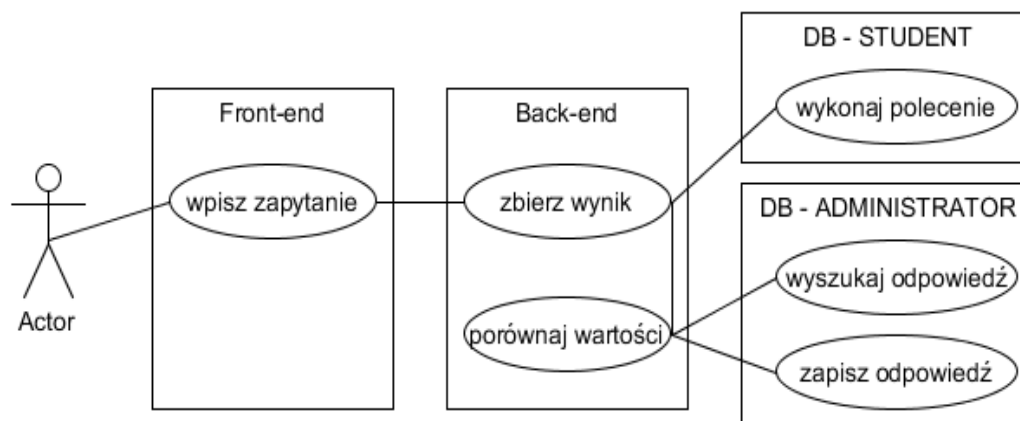 DB - STUDENT
wykonaj polecenie
Front-end
Back-end
wpisz zapytanie
zbierz wynik
DB - ADMINISTRATOR
wyszukaj odpowiedź
porównaj wartości
zapisz odpowiedź
Actor